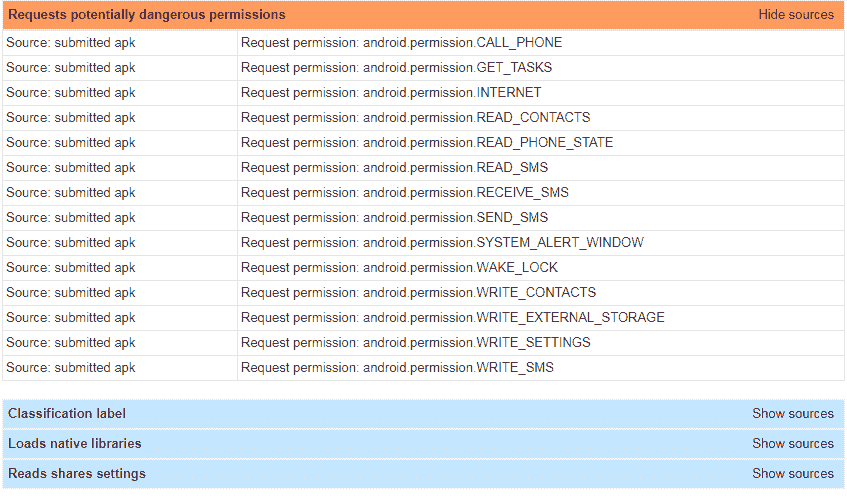 Requests potentially dangerous permissions Hide sources
Source: submitted apk Request permission: android.permission.CALL_PHONE
Source: submitted apk Request permission: android.permission.GET_TASKS
Source: submitted apk Request permission: android.permission.INTERNET
Source: submitted apk Request permission: android.permission.READ_CONTACTS
Source: submitted apk Request permission: android.permission.READ_PHONE_STATE
Source: submitted apk Request permission: android.permission.READ_SMS
Source: submitted apk Request permission: android.permission.RECEIVE_SMS
Source: submitted apk Request permission: android.permission.SEND_SMS
Source: submitted apk Request permission: android.permission.SYSTEM_ALERT_WINDOW
Source: submitted apk Request permission: android.permission.WAKE_LOCK
Source: submitted apk Request permission: android.permission.WRITE_CONTACTS
Source: submitted apk Request permission: android.permission.WRITE_EXTERNAL_STORAGE
Source: submitted apk Request permission: android.permission.WRITE_SETTINGS
Source: submitted apk Request permission: android.permission.WRITE_SMS
Classification label Show sources
Loads native libraries Show sources
Reads shares settings Show sources